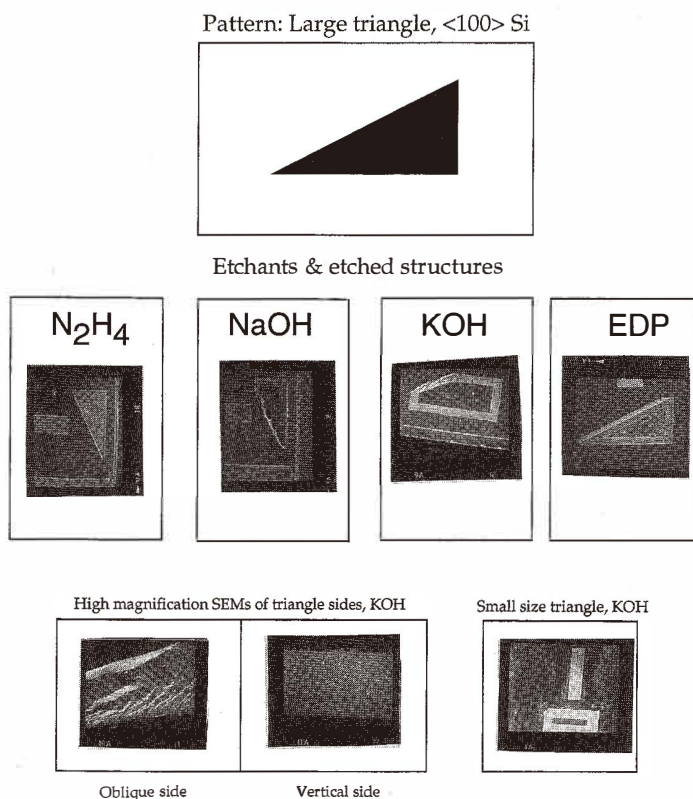 Pattern: Large triangle, <100> Si
Etchants & etched structures
N₂H₄ NaOH KOH EDP
High magnification SEMs of triangle sides, KOH
Small size triangle, KOH
Oblique side
Vertical side